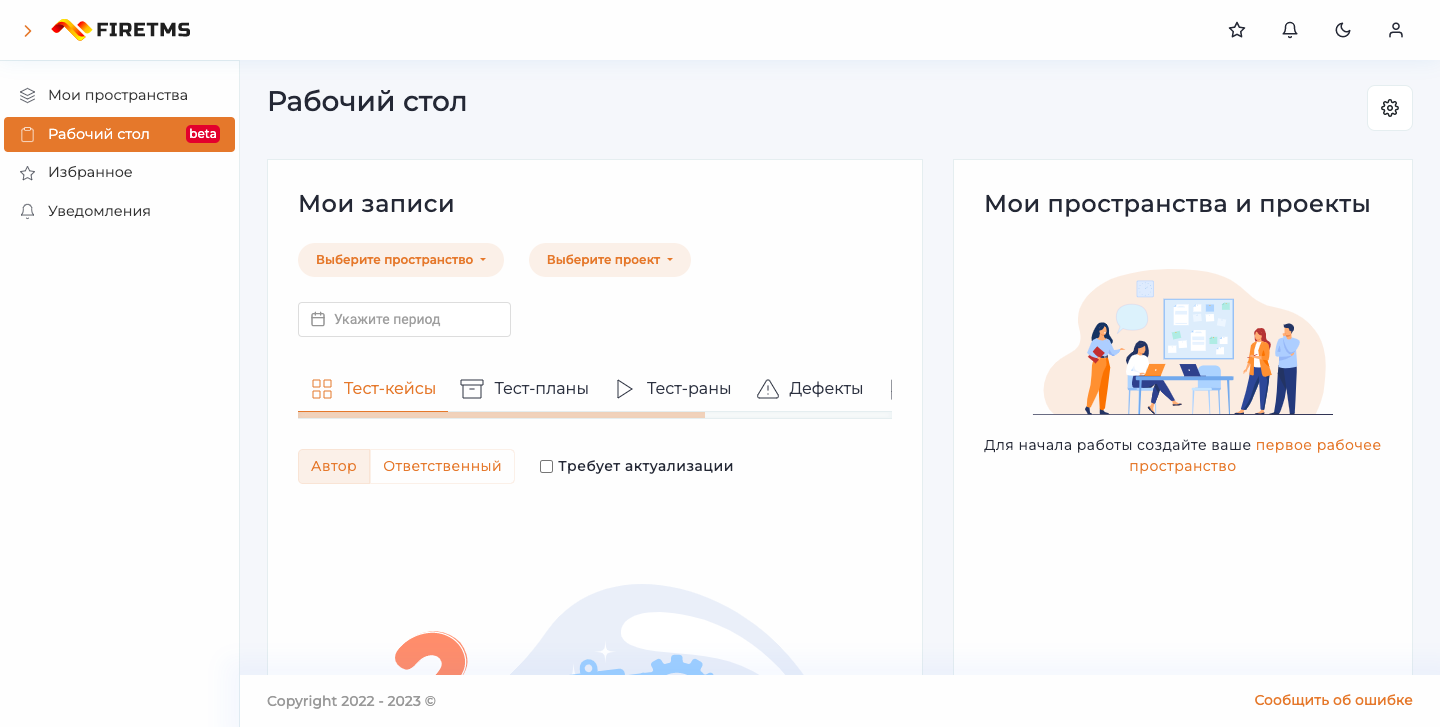 FIRETMS
Мои пространства
Рабочий стол beta
Избранное
Уведомления
Рабочий стол
Мои записи
Выберите пространство Выберите проект
Укажите период
Тест-кейсы Тест-планы Тест-раны Дефекты
Автор Ответственный Требует актуализации
Мои пространства и проекты
Для начала работы создайте ваше первое рабочее
пространство
Copyright 2022 - 2023 ©
Сообщить об ошибке